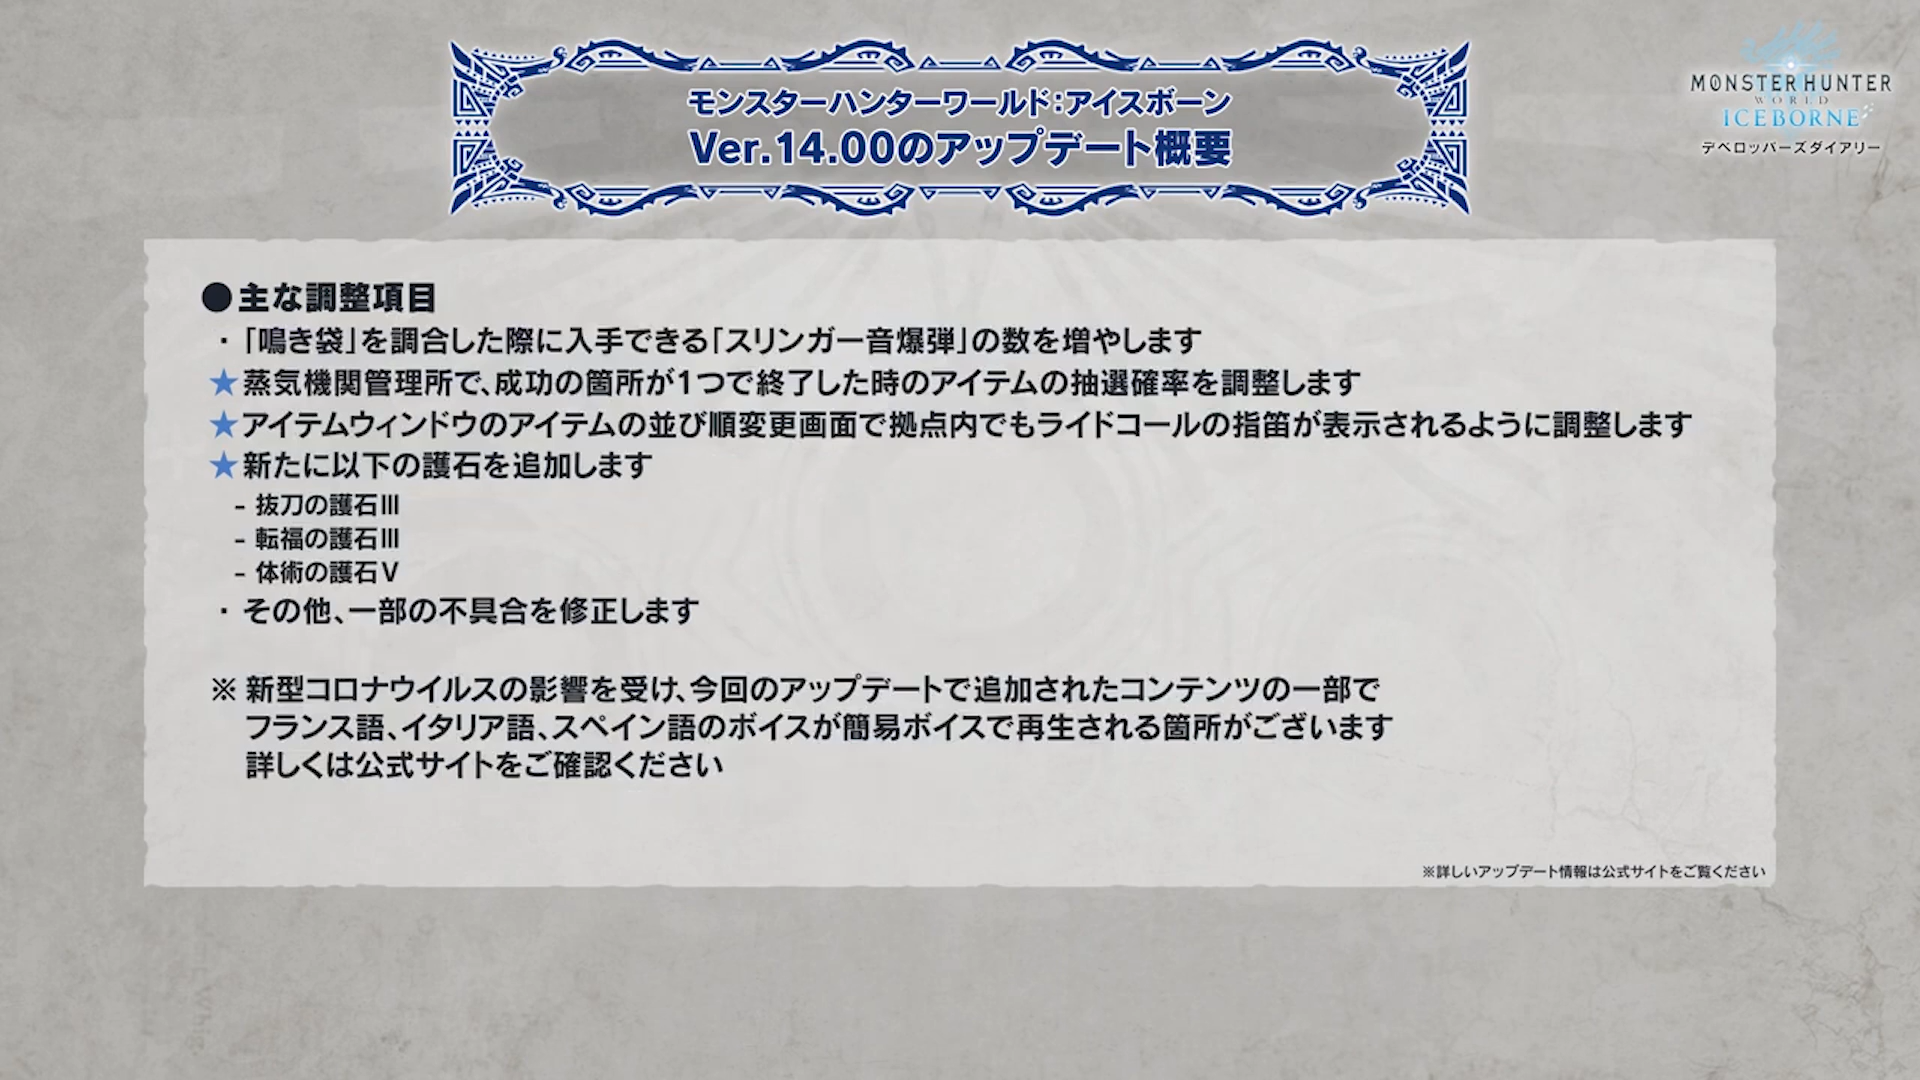 モンスターハンターワールド：アイスボーン
Ver.14.00のアップデート概要
MONSTER HUNTER
WORLD
ICEBORNE
デベロッパーズダイアリー
●主な調整項目
・「鳴き袋」を調合した際に入手できる「スリンガー音爆弾」の数を増やします
★蒸気機関管理所で、成功の箇所が1つで終了した時のアイテムの抽選確率を調整します
★アイテムウィンドウのアイテムの並び順変更画面で拠点内でもライドコールの指笛が表示されるように調整します
★新たに以下の護石を追加します
- 抜刀の護石Ⅲ
- 転福の護石Ⅲ
- 体術の護石Ⅴ
・その他、一部の不具合を修正します
※ 新型コロナウイルスの影響を受け、今回のアップデートで追加されたコンテンツの一部で
フランス語、イタリア語、スペイン語のボイスが簡易ボイスで再生される箇所がございます
詳しくは公式サイトをご確認ください
※詳しいアップデート情報は公式サイトをご覧ください